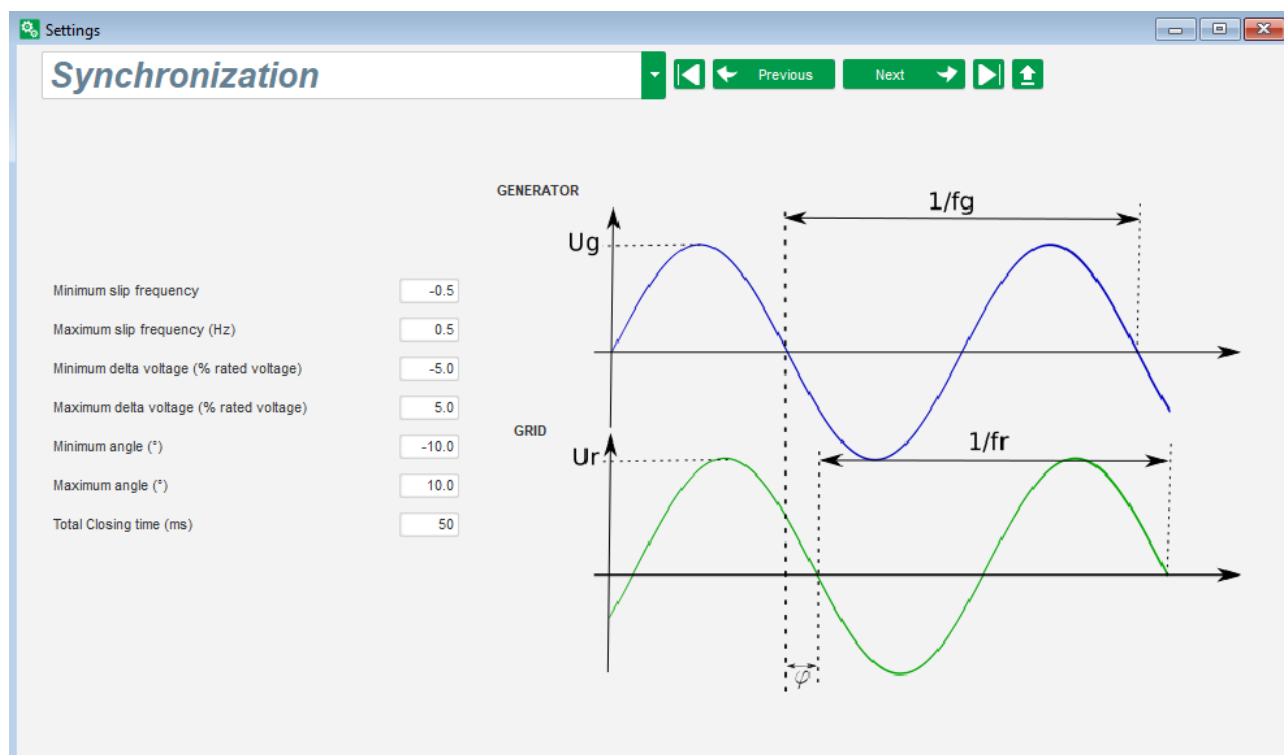 Settings
Synchronization
Previous
Next
GENERATOR
1/fg
Ug
Minimum slip frequency -0.5
Maximum slip frequency (Hz) 0.5
Minimum delta voltage (% rated voltage) -5.0
Maximum delta voltage (% rated voltage) 5.0
GRID
1/fr
Ur
Minimum angle (°) -10.0
Maximum angle (°) 10.0
Total Closing time (ms) 50
φ